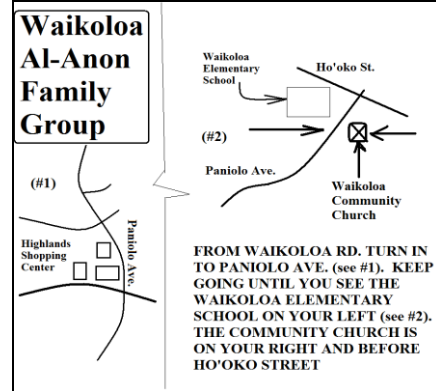 Waikoloa
Al-Anon
Family
Group
Waikoloa
Elementary
School
Ho'oko St.
(#2)
Paniolo Ave.
Waikoloa
Community
Church
(#1)
Highlands
Shopping
Center
Paniolo Ave.
FROM WAIKOLOA RD. TURN IN
TO PANIOLO AVE. (see #1). KEEP
GOING UNTIL YOU SEE THE
WAIKOLOA ELEMENTARY
SCHOOL ON YOUR LEFT (see #2).
THE COMMUNITY CHURCH IS
ON YOUR RIGHT AND BEFORE
HO'OKO STREET